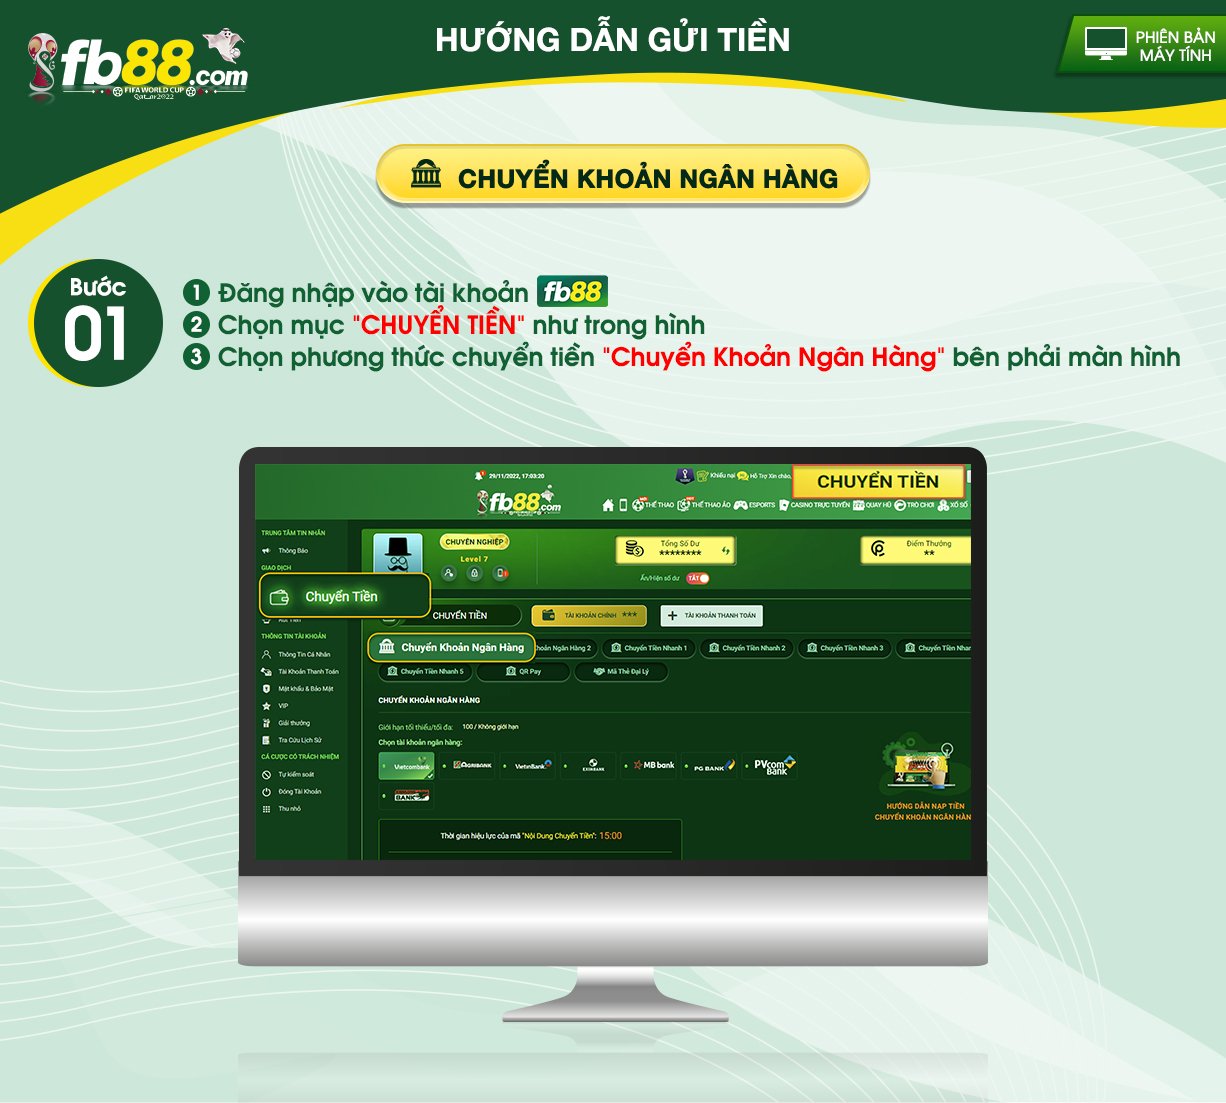 fb88.com
FIFA WORLD CUP
Qatar2022
HƯỚNG DẪN GỬI TIỀN
PHIÊN BẢN
MÁY TÍNH
CHUYỂN KHOẢN NGÂN HÀNG
Bước
01
1 Đăng nhập vào tài khoản fb88
2 Chọn mục "CHUYỂN TIỀN" như trong hình
3 Chọn phương thức chuyển tiền "Chuyển Khoản Ngân Hàng" bên phải màn hình
29/11/2022, 17:03:20
Khiếu nại
Hỗ Trợ Xin chào,
CHUYỂN TIỀN
fb88.com
THỂ THAO
THỂ THAO ẢO
ESPORTS
CASINO TRỰC TUYẾN
QUAY HŨ
TRÒ CHƠI
XỔ SỐ
TRUNG TÂM TIN NHẮN
Thông Báo
GIAO DỊCH
Chuyển Tiền
Rút Tiền
THÔNG TIN TÀI KHOẢN
Thông Tin Cá Nhân
Tài Khoản Thanh Toán
Mật khẩu & Bảo Mật
VIP
Giải thưởng
Tra Cứu Lịch Sử
CÁ CƯỢC CÓ TRÁCH NHIỆM
Tự kiểm soát
Đóng Tài Khoản
Thu nhỏ
CHUYÊN NGHIỆP
Level 7
Tổng Số Dư
********
Ẩn/Hiện số dư TẮT
Điểm Thưởng
**
CHUYỂN TIỀN
TÀI KHOẢN CHÍNH ***
TÀI KHOẢN THANH TOÁN
Chuyển Khoản Ngân Hàng
hoản Ngân Hàng 2
Chuyển Tiền Nhanh 1
Chuyển Tiền Nhanh 2
Chuyển Tiền Nhanh 3
Chuyển Tiền Nhan
Chuyển Tiền Nhanh 5
QR Pay
Mã Thẻ Đại Lý
CHUYỂN KHOẢN NGÂN HÀNG
Giới hạn tối thiểu/tối đa: 100 / Không giới hạn
Chọn tài khoản ngân hàng:
Vietcombank
AGRIBANK
VietinBank
EXIMBANK
MB bank
PG BANK
PVcom
Bank
BANK
HƯỚNG DẪN NẠP TIỀN
CHUYỂN KHOẢN NGÂN HÀN
Thời gian hiệu lực của mã "Nội Dung Chuyển Tiền": 15:00